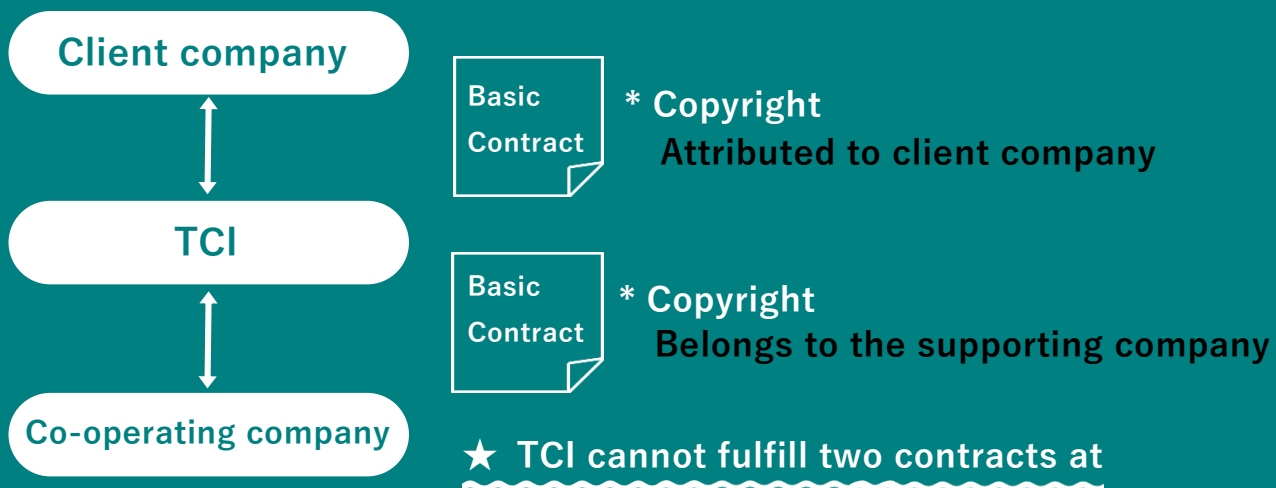 Client company
Basic
Contract
* Copyright
Attributed to client company
TCI
Basic
Contract
* Copyright
Belongs to the supporting company
Co-operating company
★ TCI cannot fulfill two contracts at